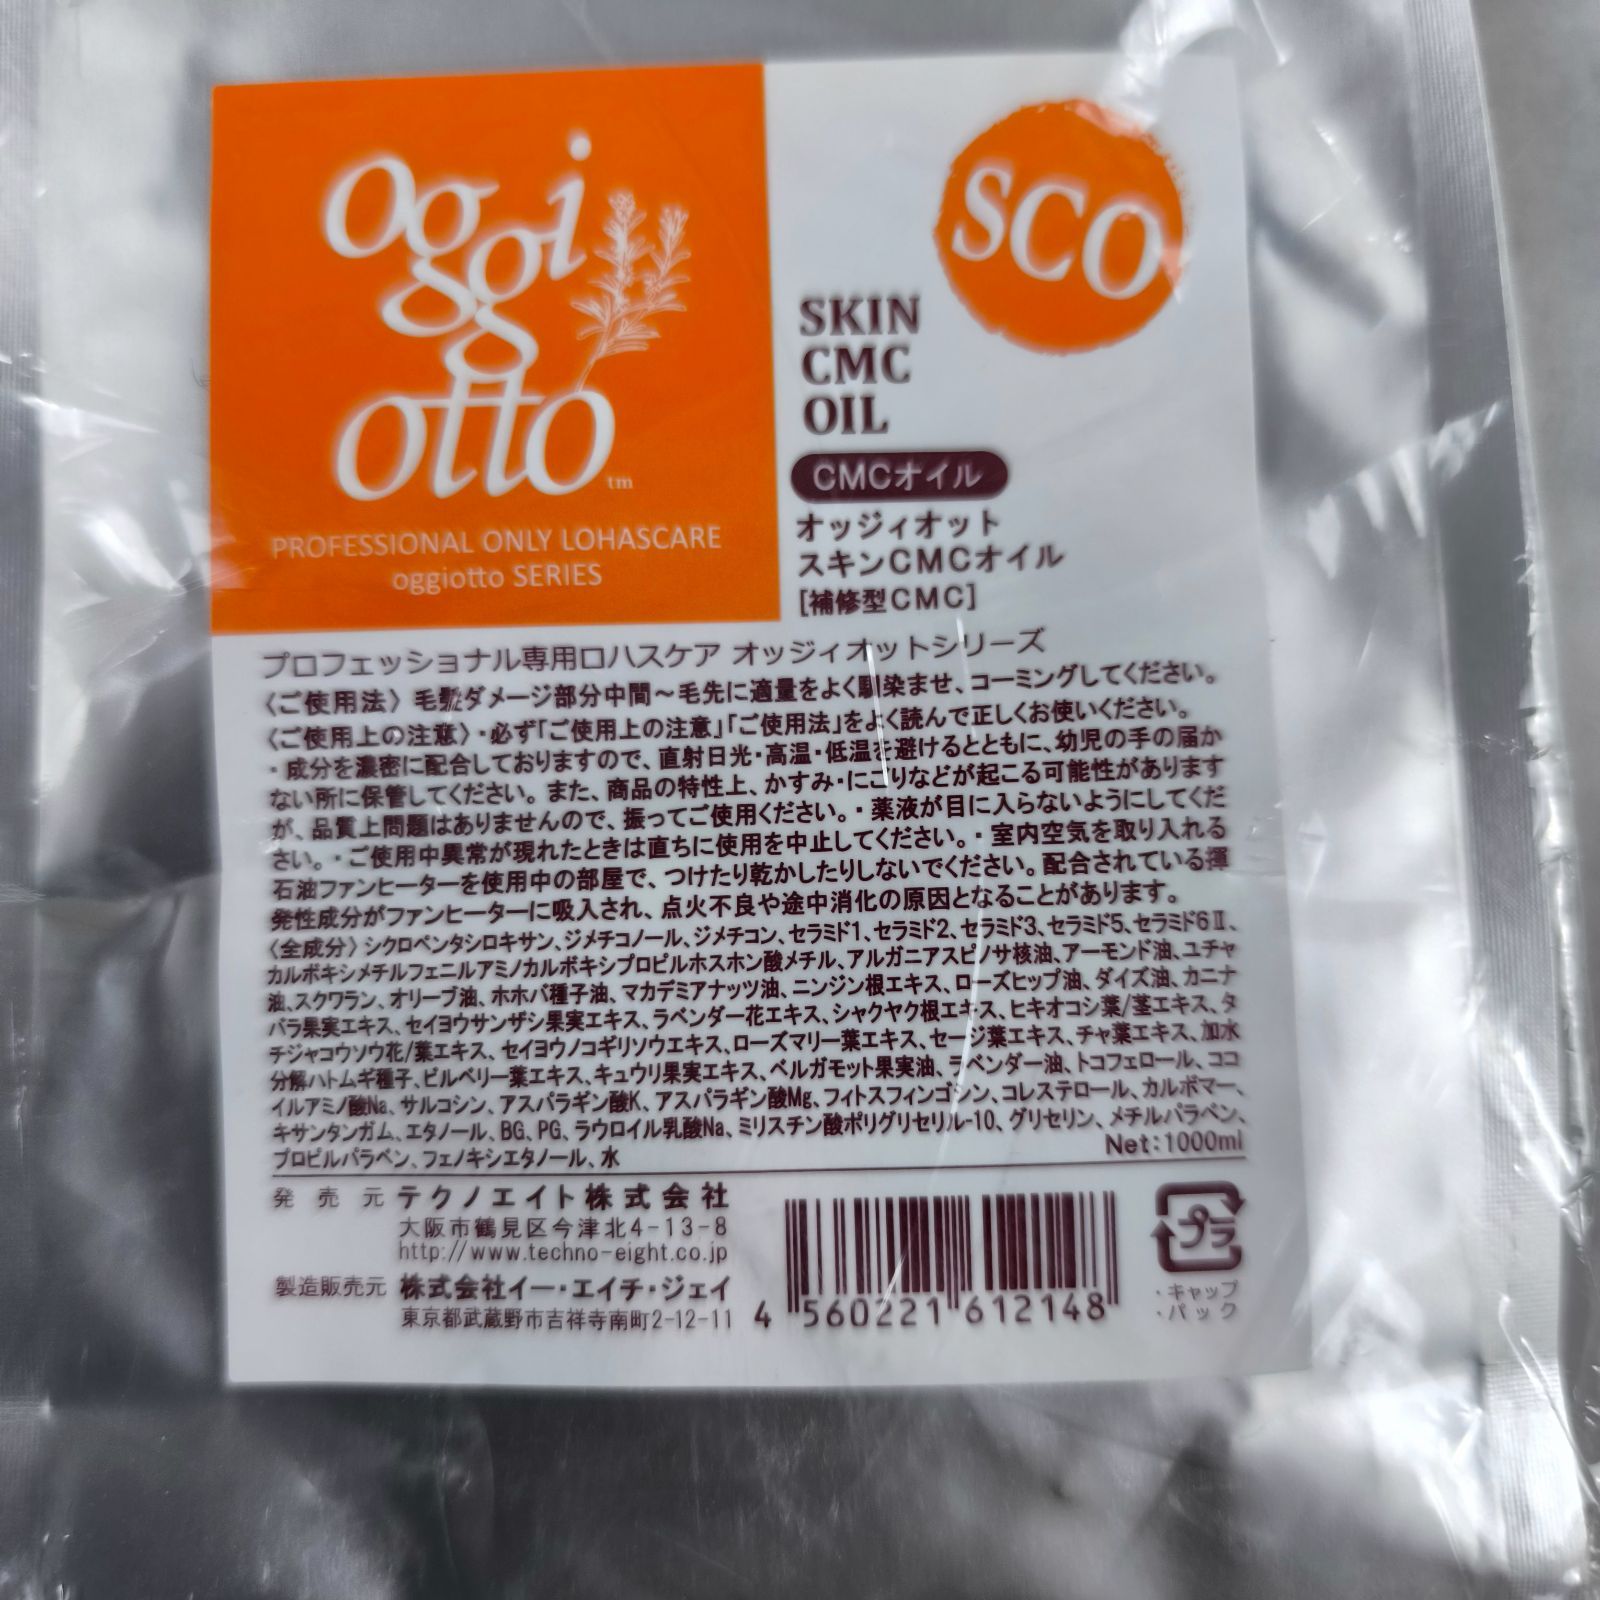 oggi
otto tm
PROFESSIONAL ONLY LOHASCARE
oggiotto SERIES
SCO
SKIN
CMC
OIL
CMCオイル
オッジィオット
スキンCMCオイル
[補修型CMC]
プロフェッショナル専用ロハスケア オッジィオットシリーズ
〈ご使用法〉毛髪ダメージ部分中間～毛先に適量をよく馴染ませ、コーミングしてください。
〈ご使用上の注意〉・必ず「ご使用上の注意」「ご使用法」をよく読んで正しくお使いください。
・成分を濃密に配合しておりますので、直射日光・高温・低温を避けるとともに、幼児の手の届か
ない所に保管してください。また、商品の特性上、かすみ・にごりなどが起こる可能性があります
が、品質上問題はありませんので、振ってご使用ください。・薬液が目に入らないようにしてくだ
さい。・ご使用中異常が現れたときは直ちに使用を中止してください。・室内空気を取り入れる
石油ファンヒーターを使用中の部屋で、つけたり乾かしたりしないでください。配合されている揮
発性成分がファンヒーターに吸入され、点火不良や途中消化の原因となることがあります。
〈全成分〉シクロペンタシロキサン、ジメチコノール、ジメチコン、セラミド1、セラミド2、セラミド3、セラミド5、セラミド6Ⅱ、
カルボキシメチルフェニルアミノカルボキシプロピルホスホン酸メチル、アルガニアスピノサ核油、アーモンド油、ユチャ
油、スクワラン、オリーブ油、ホホバ種子油、マカデミアナッツ油、ニンジン根エキス、ローズヒップ油、ダイズ油、カニナ
バラ果実エキス、セイヨウサンザシ果実エキス、ラベンダー花エキス、シャクヤク根エキス、ヒキオコシ葉/茎エキス、タ
チジャコウソウ花/葉エキス、セイヨウノコギリソウエキス、ローズマリー葉エキス、セージ葉エキス、チャ葉エキス、加水
分解ハトムギ種子、ビルベリー葉エキス、キュウリ果実エキス、ベルガモット果実油、ラベンダー油、トコフェロール、ココ
イルアミノ酸Na、サルコシン、アスパラギン酸K、アスパラギン酸Mg、フィトスフィンゴシン、コレステロール、カルボマー、
キサンタンガム、エタノール、BG、PG、ラウロイル乳酸Na、ミリスチン酸ポリグリセリル-10、グリセリン、メチルパラベン、
プロピルパラベン、フェノキシエタノール、水
Net:1000ml
発売元 テクノエイト株式会社
大阪市鶴見区今津北4-13-8
http://www.techno-eight.co.jp
製造販売元 株式会社イー・エイチ・ジェイ
東京都武蔵野市吉祥寺南町2-12-11
4 560221 612148
プラ
・キャップ
・パック